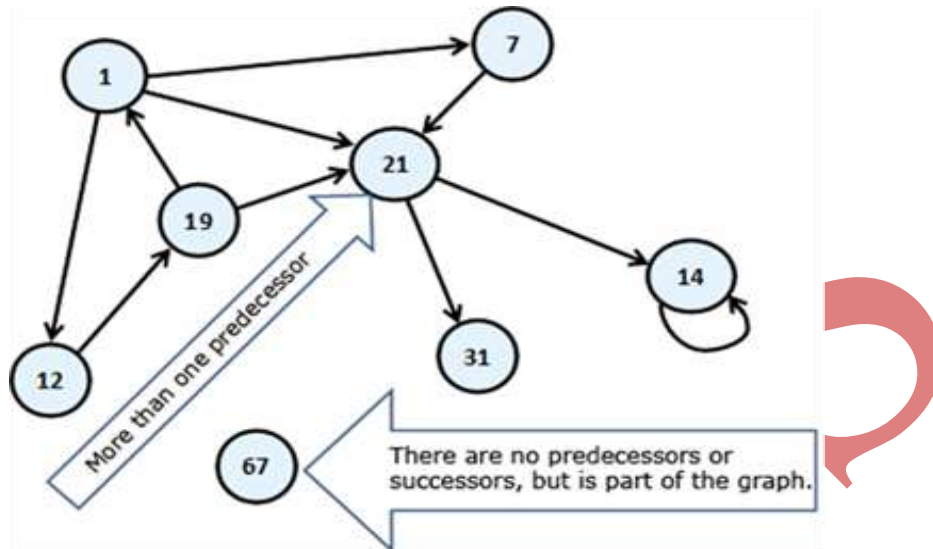 1
7
21
19
14
31
12
More than one predecessor
67
There are no predecessors or
successors, but is part of the graph.